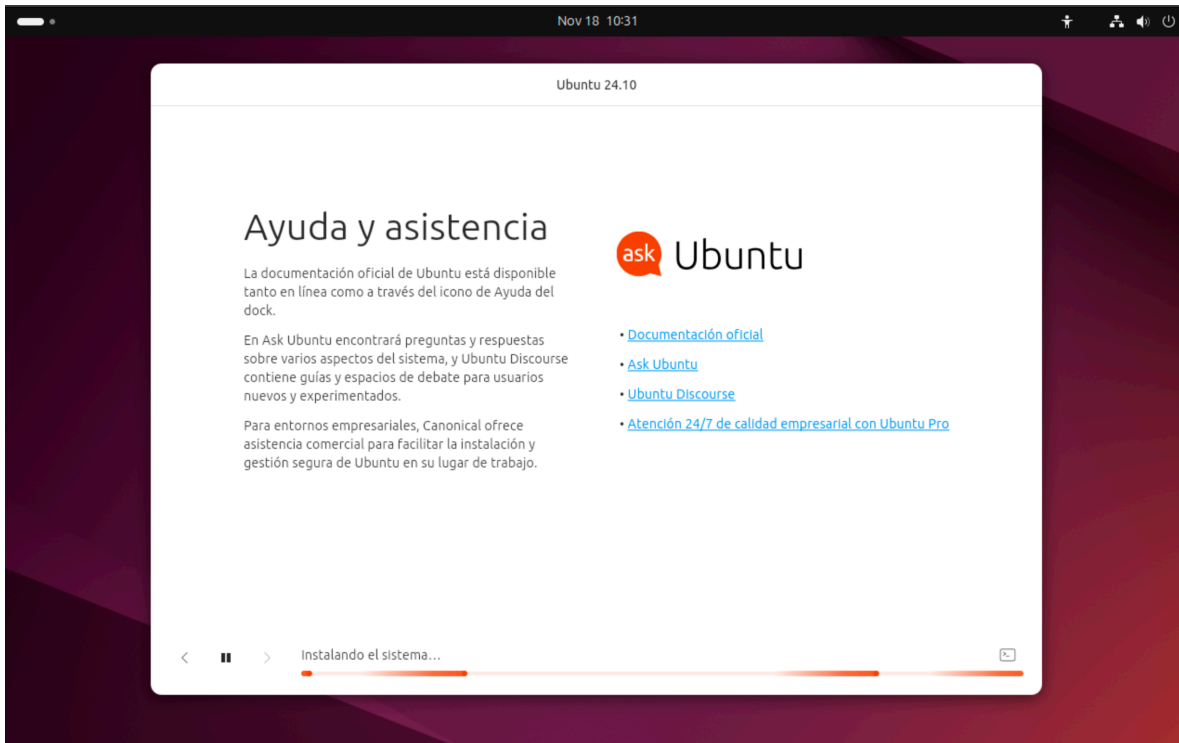 Nov 18 10:31
Ubuntu 24.10
Ayuda y asistencia
La documentación oficial de Ubuntu está disponible
tanto en línea como a través del icono de Ayuda del
dock.
En Ask Ubuntu encontrará preguntas y respuestas
sobre varios aspectos del sistema, y Ubuntu Discourse
contiene guías y espacios de debate para usuarios
nuevos y experimentados.
Para entornos empresariales, Canonical ofrece
asistencia comercial para facilitar la instalación y
gestión segura de Ubuntu en su lugar de trabajo.
ask Ubuntu
• Documentación oficial
• Ask Ubuntu
• Ubuntu Discourse
• Atención 24/7 de calidad empresarial con Ubuntu Pro
Instalando el sistema...